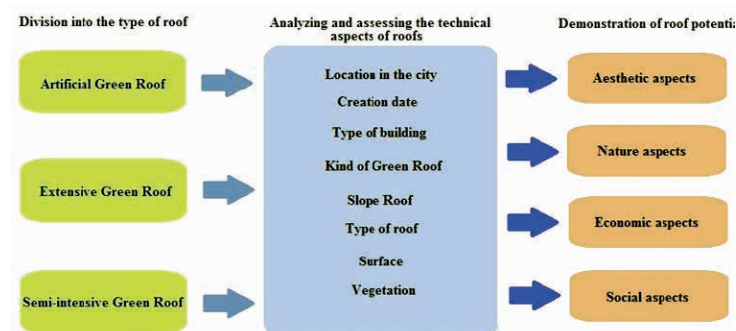 Division into the type of roof
Artificial Green Roof
Extensive Green Roof
Semi-intensive Green Roof
Analyzing and assessing the technical
aspects of roofs
Location in the city
Creation date
Type of building
Kind of Green Roof
Slope Roof
Type of roof
Surface
Vegetation
Demonstration of roof potentia
Aesthetic aspects
Nature aspects
Economic aspects
Social aspects